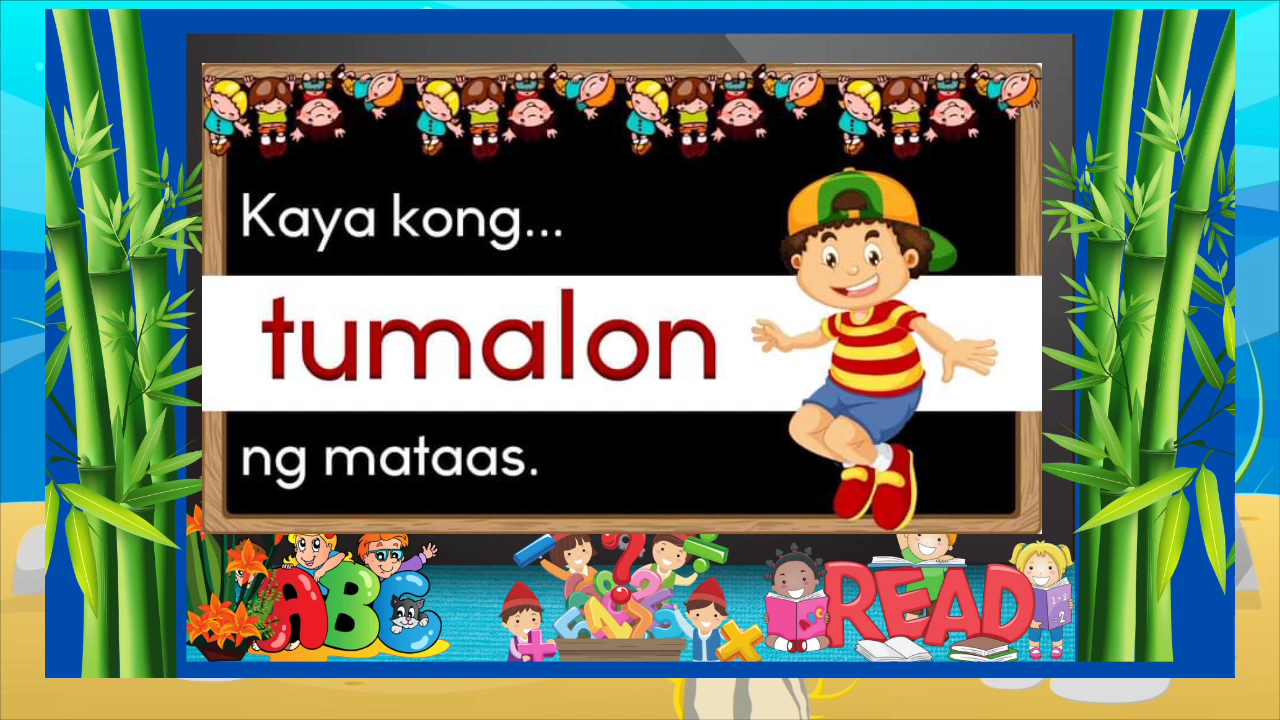 Kaya kong...
tumalon
ng mataas.
ABC
READ